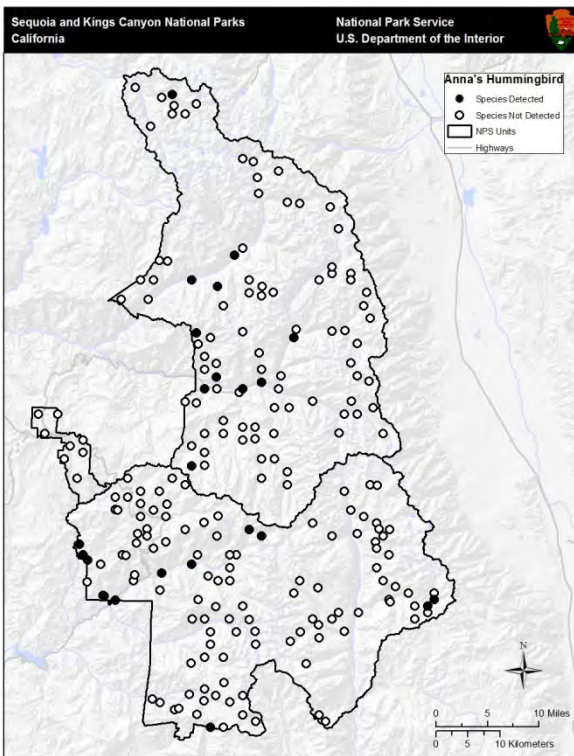 Sequoia and Kings Canyon National Parks
California
National Park Service
U.S. Department of the Interior
Anna's Hummingbird
Species Detected
Species Not Detected
NPS Units
Highways
N
0 5 10 Miles
0 5 10 Kilometers